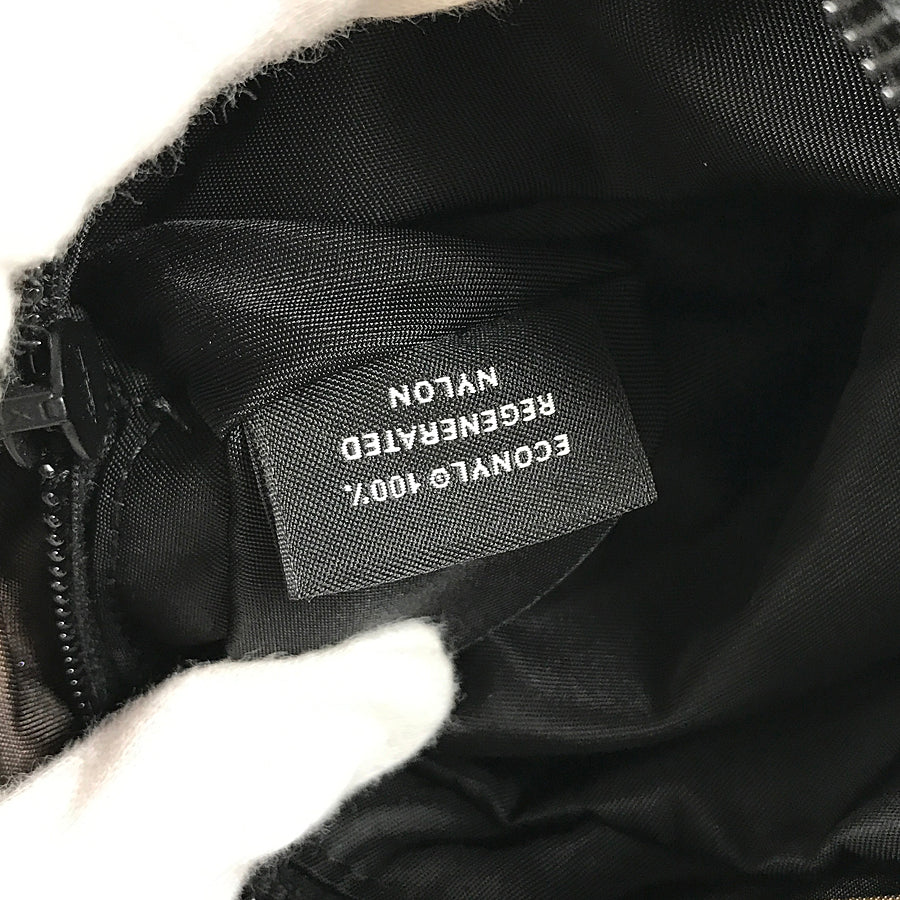 ECONYL® 100%
REGENERATED
NYLON